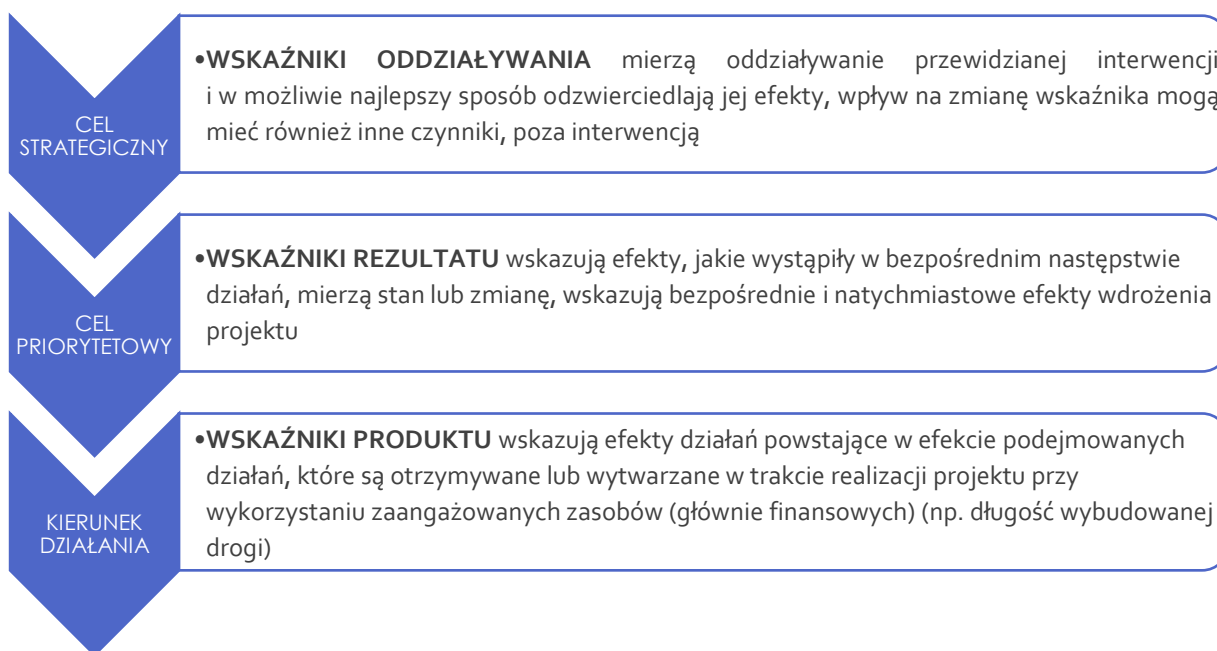 CEL
STRATEGICZNY
•WSKAŹNIKI ODDZIAŁYWANIA mierzą oddziaływanie przewidzianej interwencji
i w możliwie najlepszy sposób odzwierciedlają jej efekty, wpływ na zmianę wskaźnika mogą
mieć również inne czynniki, poza interwencją
CEL
PRIORYTETOWY
•WSKAŹNIKI REZULTATU wskazują efekty, jakie wystąpiły w bezpośrednim następstwie
działań, mierzą stan lub zmianę, wskazują bezpośrednie i natychmiastowe efekty wdrożenia
projektu
KIERUNEK
DZIAŁANIA
•WSKAŹNIKI PRODUKTU wskazują efekty działań powstające w efekcie podejmowanych
działań, które są otrzymywane lub wytwarzane w trakcie realizacji projektu przy
wykorzystaniu zaangażowanych zasobów (głównie finansowych) (np. długość wybudowanej
drogi)